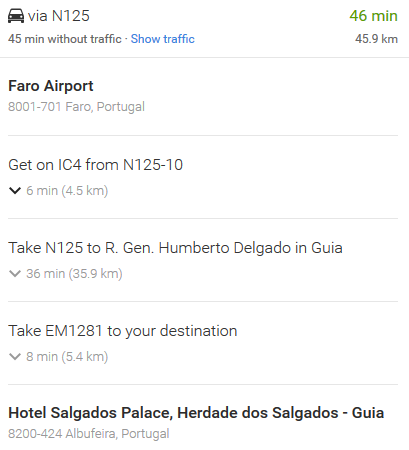 via N125 46 min
45 min without traffic · Show traffic 45.9 km
Faro Airport
8001-701 Faro, Portugal
Get on IC4 from N125-10
6 min (4.5 km)
Take N125 to R. Gen. Humberto Delgado in Guia
36 min (35.9 km)
Take EM1281 to your destination
8 min (5.4 km)
Hotel Salgados Palace, Herdade dos Salgados - Guia
8200-424 Albufeira, Portugal